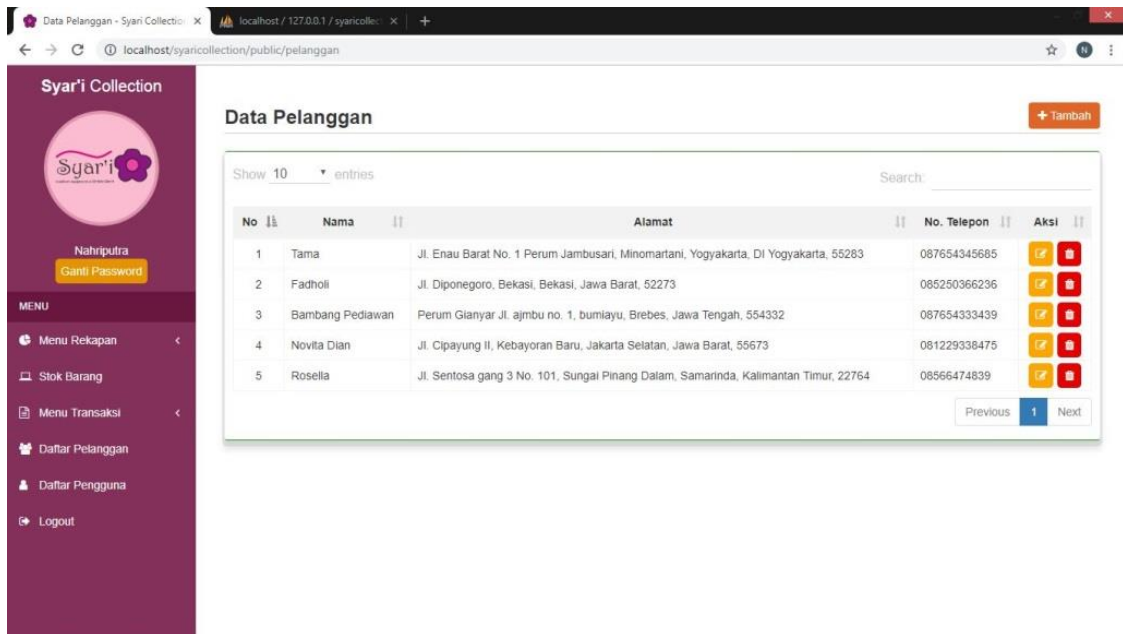 Data Pelanggan - Syari Collectio
localhost / 127.0.0.1 / syaricollec
localhost/syaricollection/public/pelanggan
N
Syar'i Collection
Syar'i
Nahriputra
Ganti Password
MENU
Menu Rekapan
Stok Barang
Menu Transaksi
Daftar Pelanggan
Daftar Pengguna
Logout
Data Pelanggan
+ Tambah
Show 10 entries
Search:
No Nama Alamat No. Telepon Aksi
1 Tama Jl. Enau Barat No. 1 Perum Jambusari, Minomartani, Yogyakarta, DI Yogyakarta, 55283 087654345685
2 Fadholi Jl. Diponegoro, Bekasi, Bekasi, Jawa Barat, 52273 085250366236
3 Bambang Pediawan Perum Gianyar Jl. ajmbu no. 1, bumiayu, Brebes, Jawa Tengah, 554332 087654333439
4 Novita Dian Jl. Cipayung II, Kebayoran Baru, Jakarta Selatan, Jawa Barat, 55673 081229338475
5 Rosella Jl. Sentosa gang 3 No. 101, Sungai Pinang Dalam, Samarinda, Kalimantan Timur, 22764 08566474839
Previous 1 Next